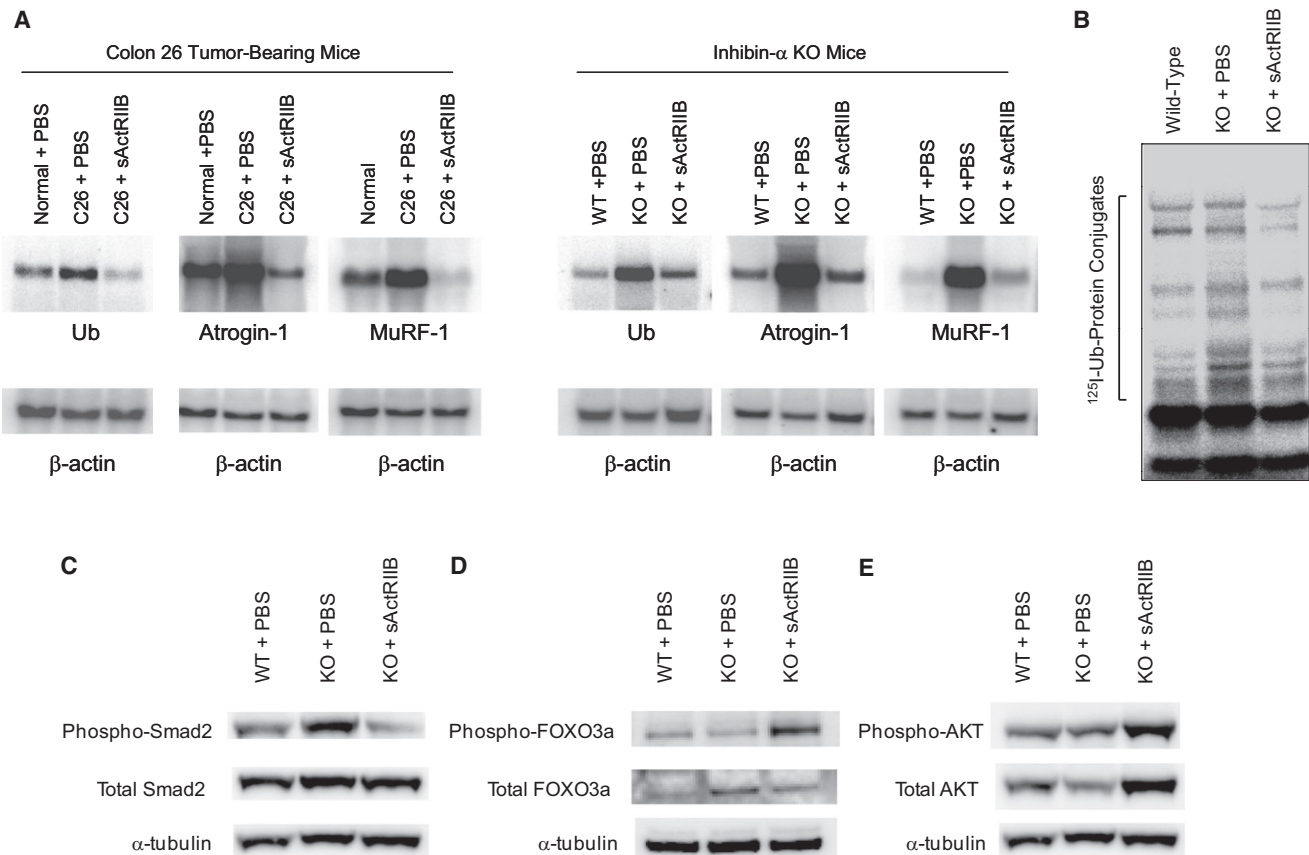 A
Colon 26 Tumor-Bearing Mice
Normal + PBS
C26 + PBS
C26 + sActRIIB
Normal +PBS
C26 + PBS
C26 + sActRIIB
Normal
C26 + PBS
C26 + sActRIIB
Ub
Atrogin-1
MuRF-1
β-actin
β-actin
β-actin
Inhibin-α KO Mice
WT +PBS
KO + PBS
KO + sActRIIB
WT +PBS
KO + PBS
KO + sActRIIB
WT +PBS
KO +PBS
KO + sActRIIB
Ub
Atrogin-1
MuRF-1
β-actin
β-actin
β-actin
B
Wild-Type
KO + PBS
KO + sActRIIB
¹²⁵I-Ub-Protein Conjugates
C
WT + PBS
KO + PBS
KO + sActRIIB
Phospho-Smad2
Total Smad2
α-tubulin
D
WT + PBS
KO + PBS
KO + sActRIIB
Phospho-FOXO3a
Total FOXO3a
α-tubulin
E
WT + PBS
KO + PBS
KO + sActRIIB
Phospho-AKT
Total AKT
α-tubulin